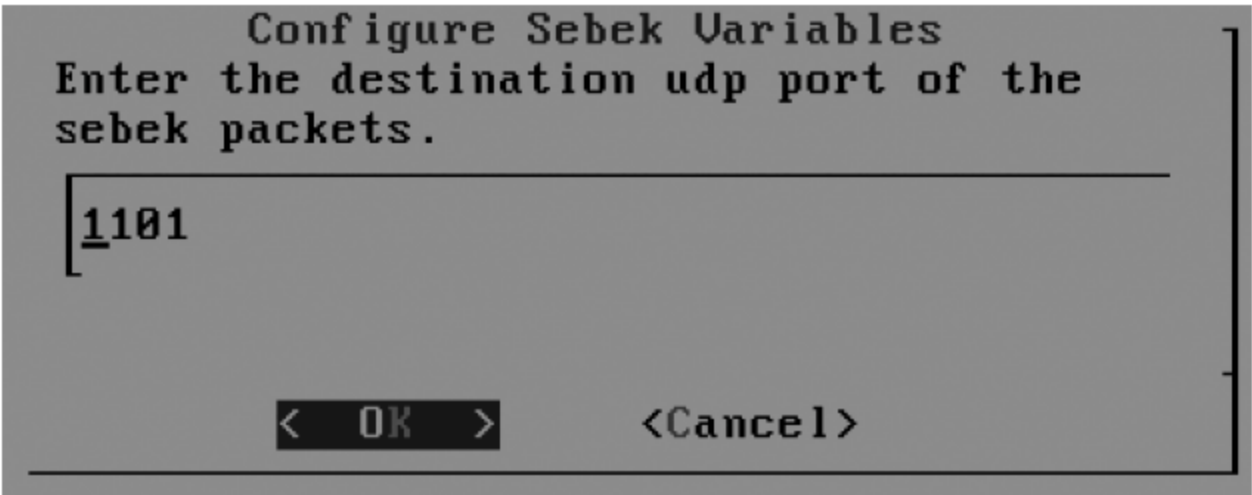 Configure Sebek Variables
Enter the destination udp port of the
sebek packets.
1101
< OK > <Cancel>